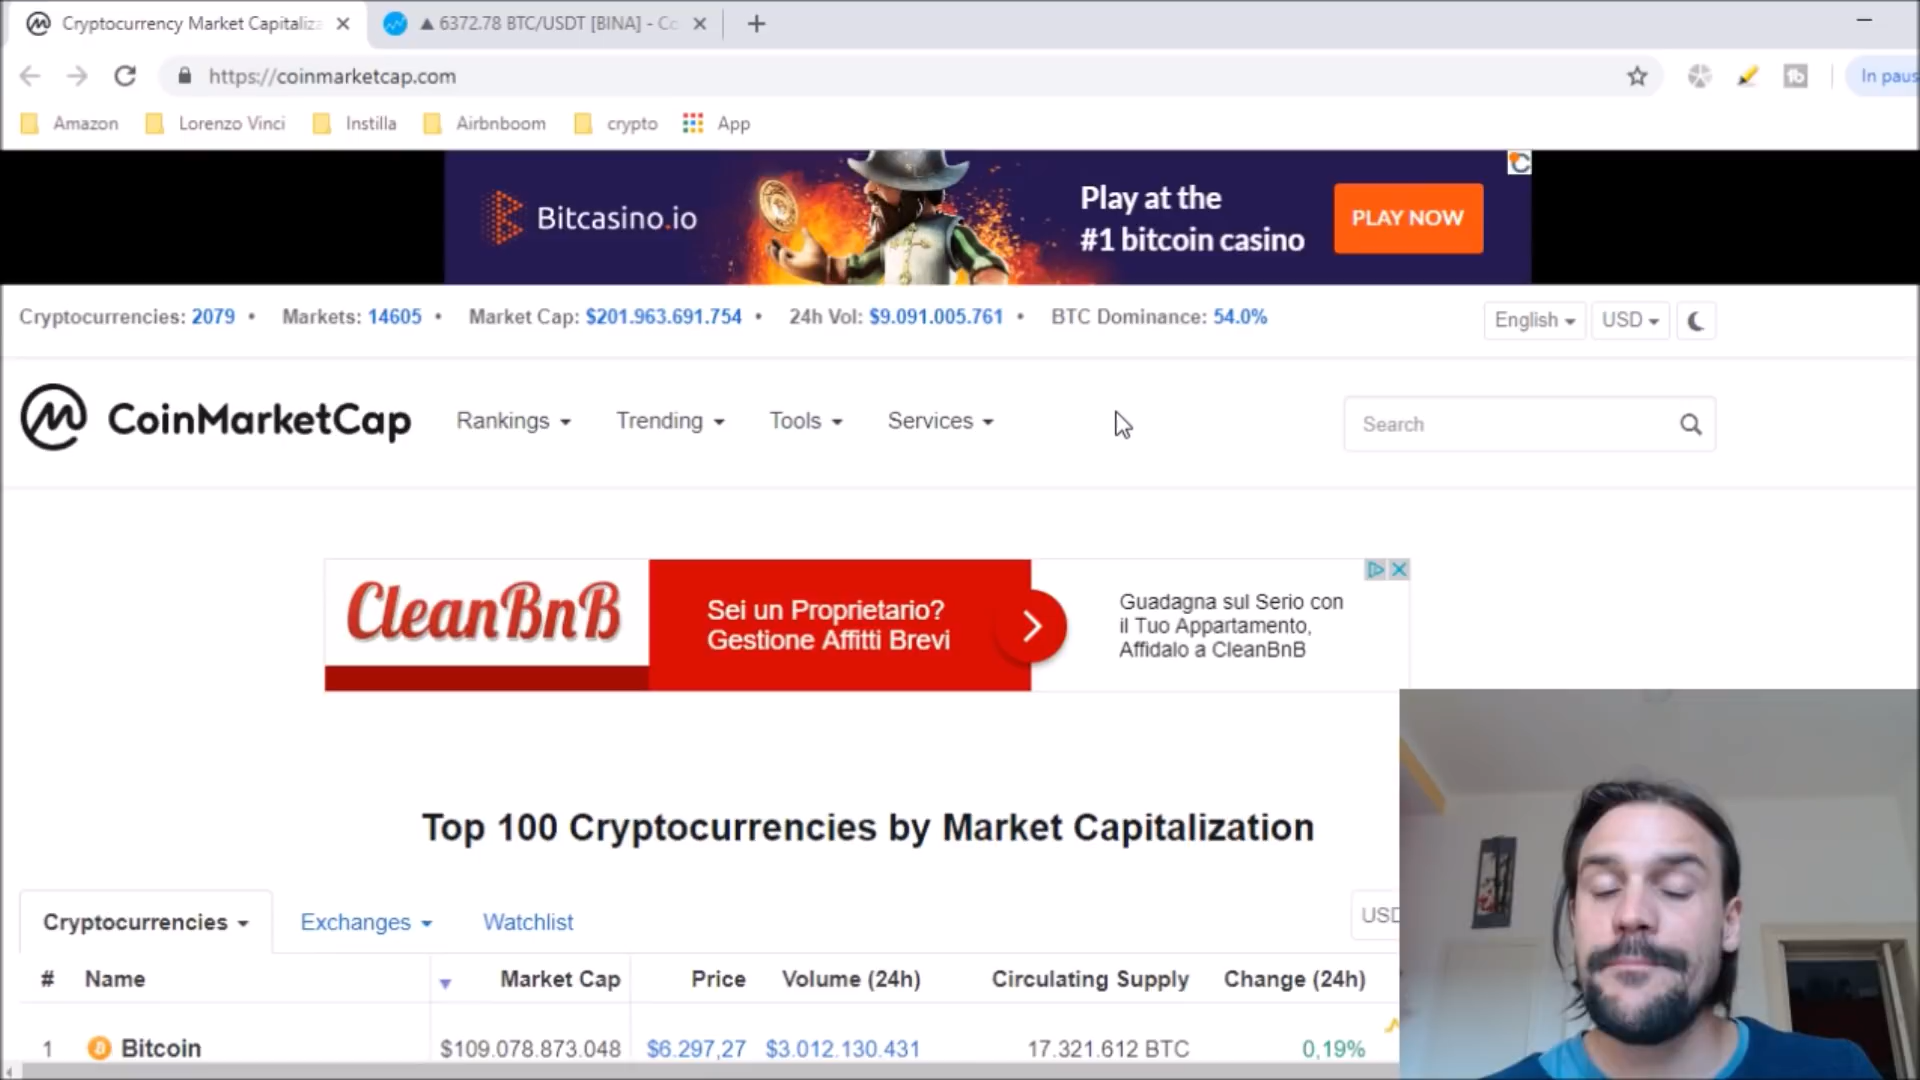 Cryptocurrency Market Capitaliza
▲ 6372.78 BTC/USDT [BINA] - Co
https://coinmarketcap.com
In paus
Amazon
Lorenzo Vinci
Instilla
Airbnboom
crypto
App
Bitcasino.io
Play at the
#1 bitcoin casino
PLAY NOW
Cryptocurrencies: 2079 • Markets: 14605 • Market Cap: $201.963.691.754 • 24h Vol: $9.091.005.761 • BTC Dominance: 54.0%
English
USD
CoinMarketCap
Rankings
Trending
Tools
Services
Search
CleanBnB
Sei un Proprietario?
Gestione Affitti Brevi
Guadagna sul Serio con
il Tuo Appartamento,
Affidalo a CleanBnB
Top 100 Cryptocurrencies by Market Capitalization
Cryptocurrencies
Exchanges
Watchlist
USD
# Name Market Cap Price Volume (24h) Circulating Supply Change (24h)
1 Bitcoin $109.078.873.048 $6.297,27 $3.012.130.431 17.321.612 BTC 0,19%